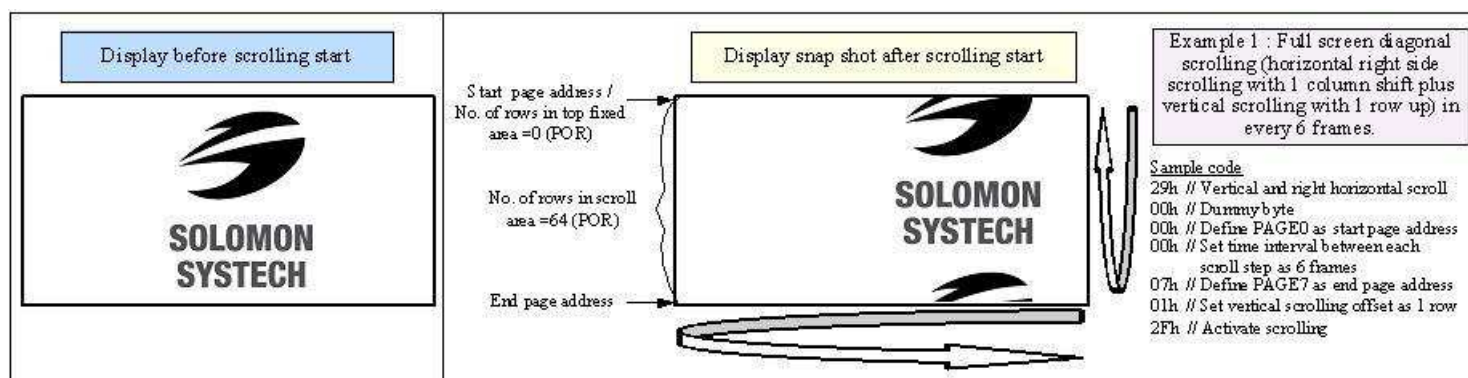 Display before scrolling start
SOLOMON
SYSTECH
Display snap shot after scrolling start
Start page address /
No. of rows in top fixed
area =0 (POR)
No. of rows in scroll
area =64 (POR)
End page address
SOLOMON
SYSTECH
Example 1 : Full screen diagonal
scrolling (horizontal right side
scrolling with 1 column shift plus
vertical scrolling with 1 row up) in
every 6 frames.
Sample code
29h // Vertical and right horizontal scroll
00h // Dummy byte
00h // Define PAGE0 as start page address
00h // Set time interval between each
scroll step as 6 frames
07h // Define PAGE7 as end page address
01h // Set vertical scrolling offset as 1 row
2Fh // Activate scrolling